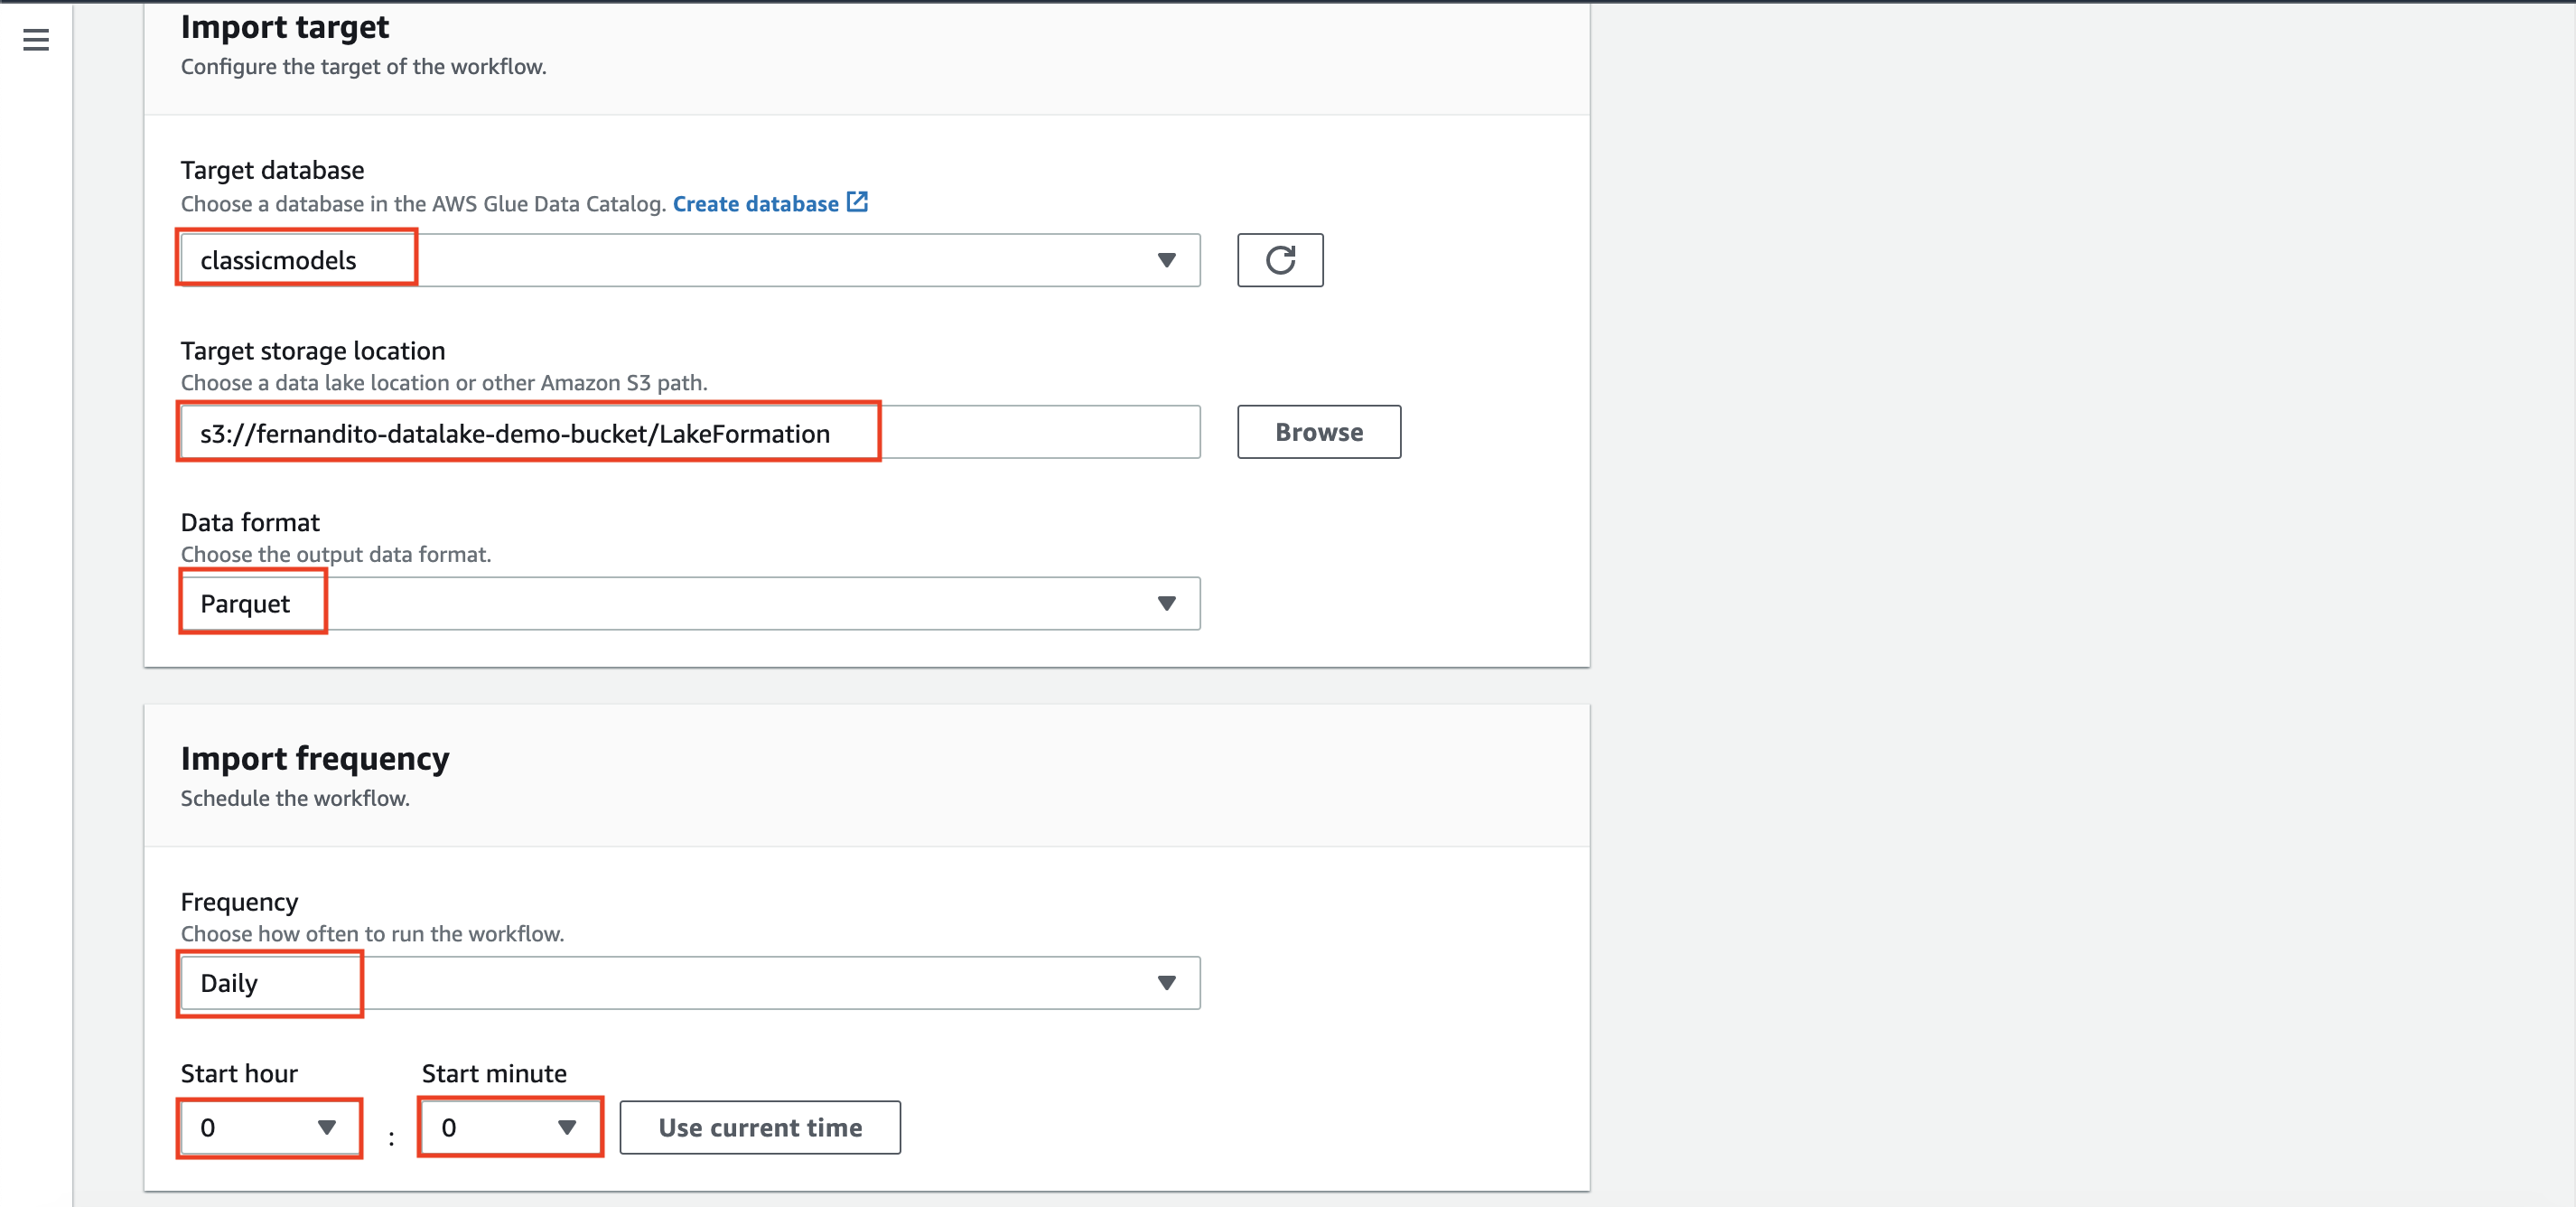 Import target
Configure the target of the workflow.
Target database
Choose a database in the AWS Glue Data Catalog. Create database
classicmodels
Target storage location
Choose a data lake location or other Amazon S3 path.
s3://fernandito-datalake-demo-bucket/LakeFormation
Browse
Data format
Choose the output data format.
Parquet
Import frequency
Schedule the workflow.
Frequency
Choose how often to run the workflow.
Daily
Start hour Start minute
0 : 0 Use current time